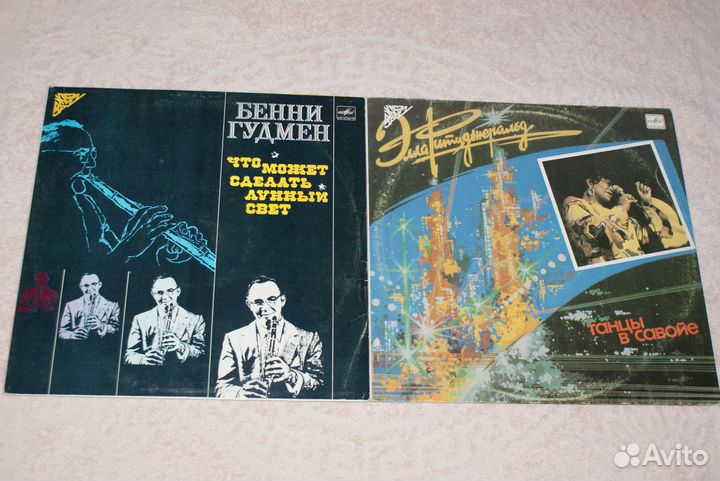 БЕННИ
ГУДМЕН
ЧТО
МОЖЕТ
СДЕЛАТЬ
ЛУННЫЙ
СВЕТ
Элла Фитцджеральд
ТАНЦЫ
В САВОЙЕ
Avito